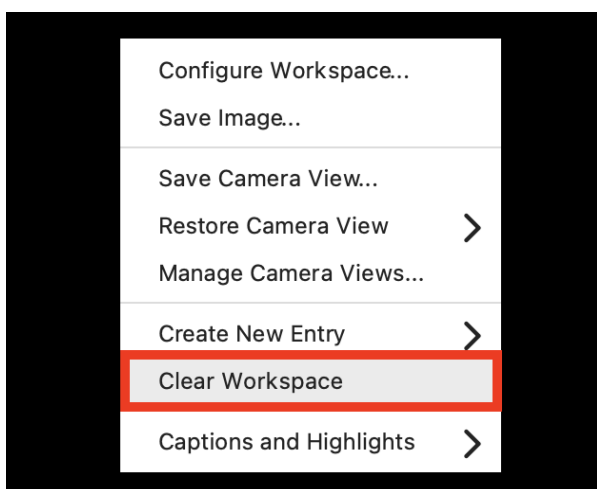 Configure Workspace...
Save Image...
Save Camera View...
Restore Camera View
Manage Camera Views...
Create New Entry
Clear Workspace
Captions and Highlights